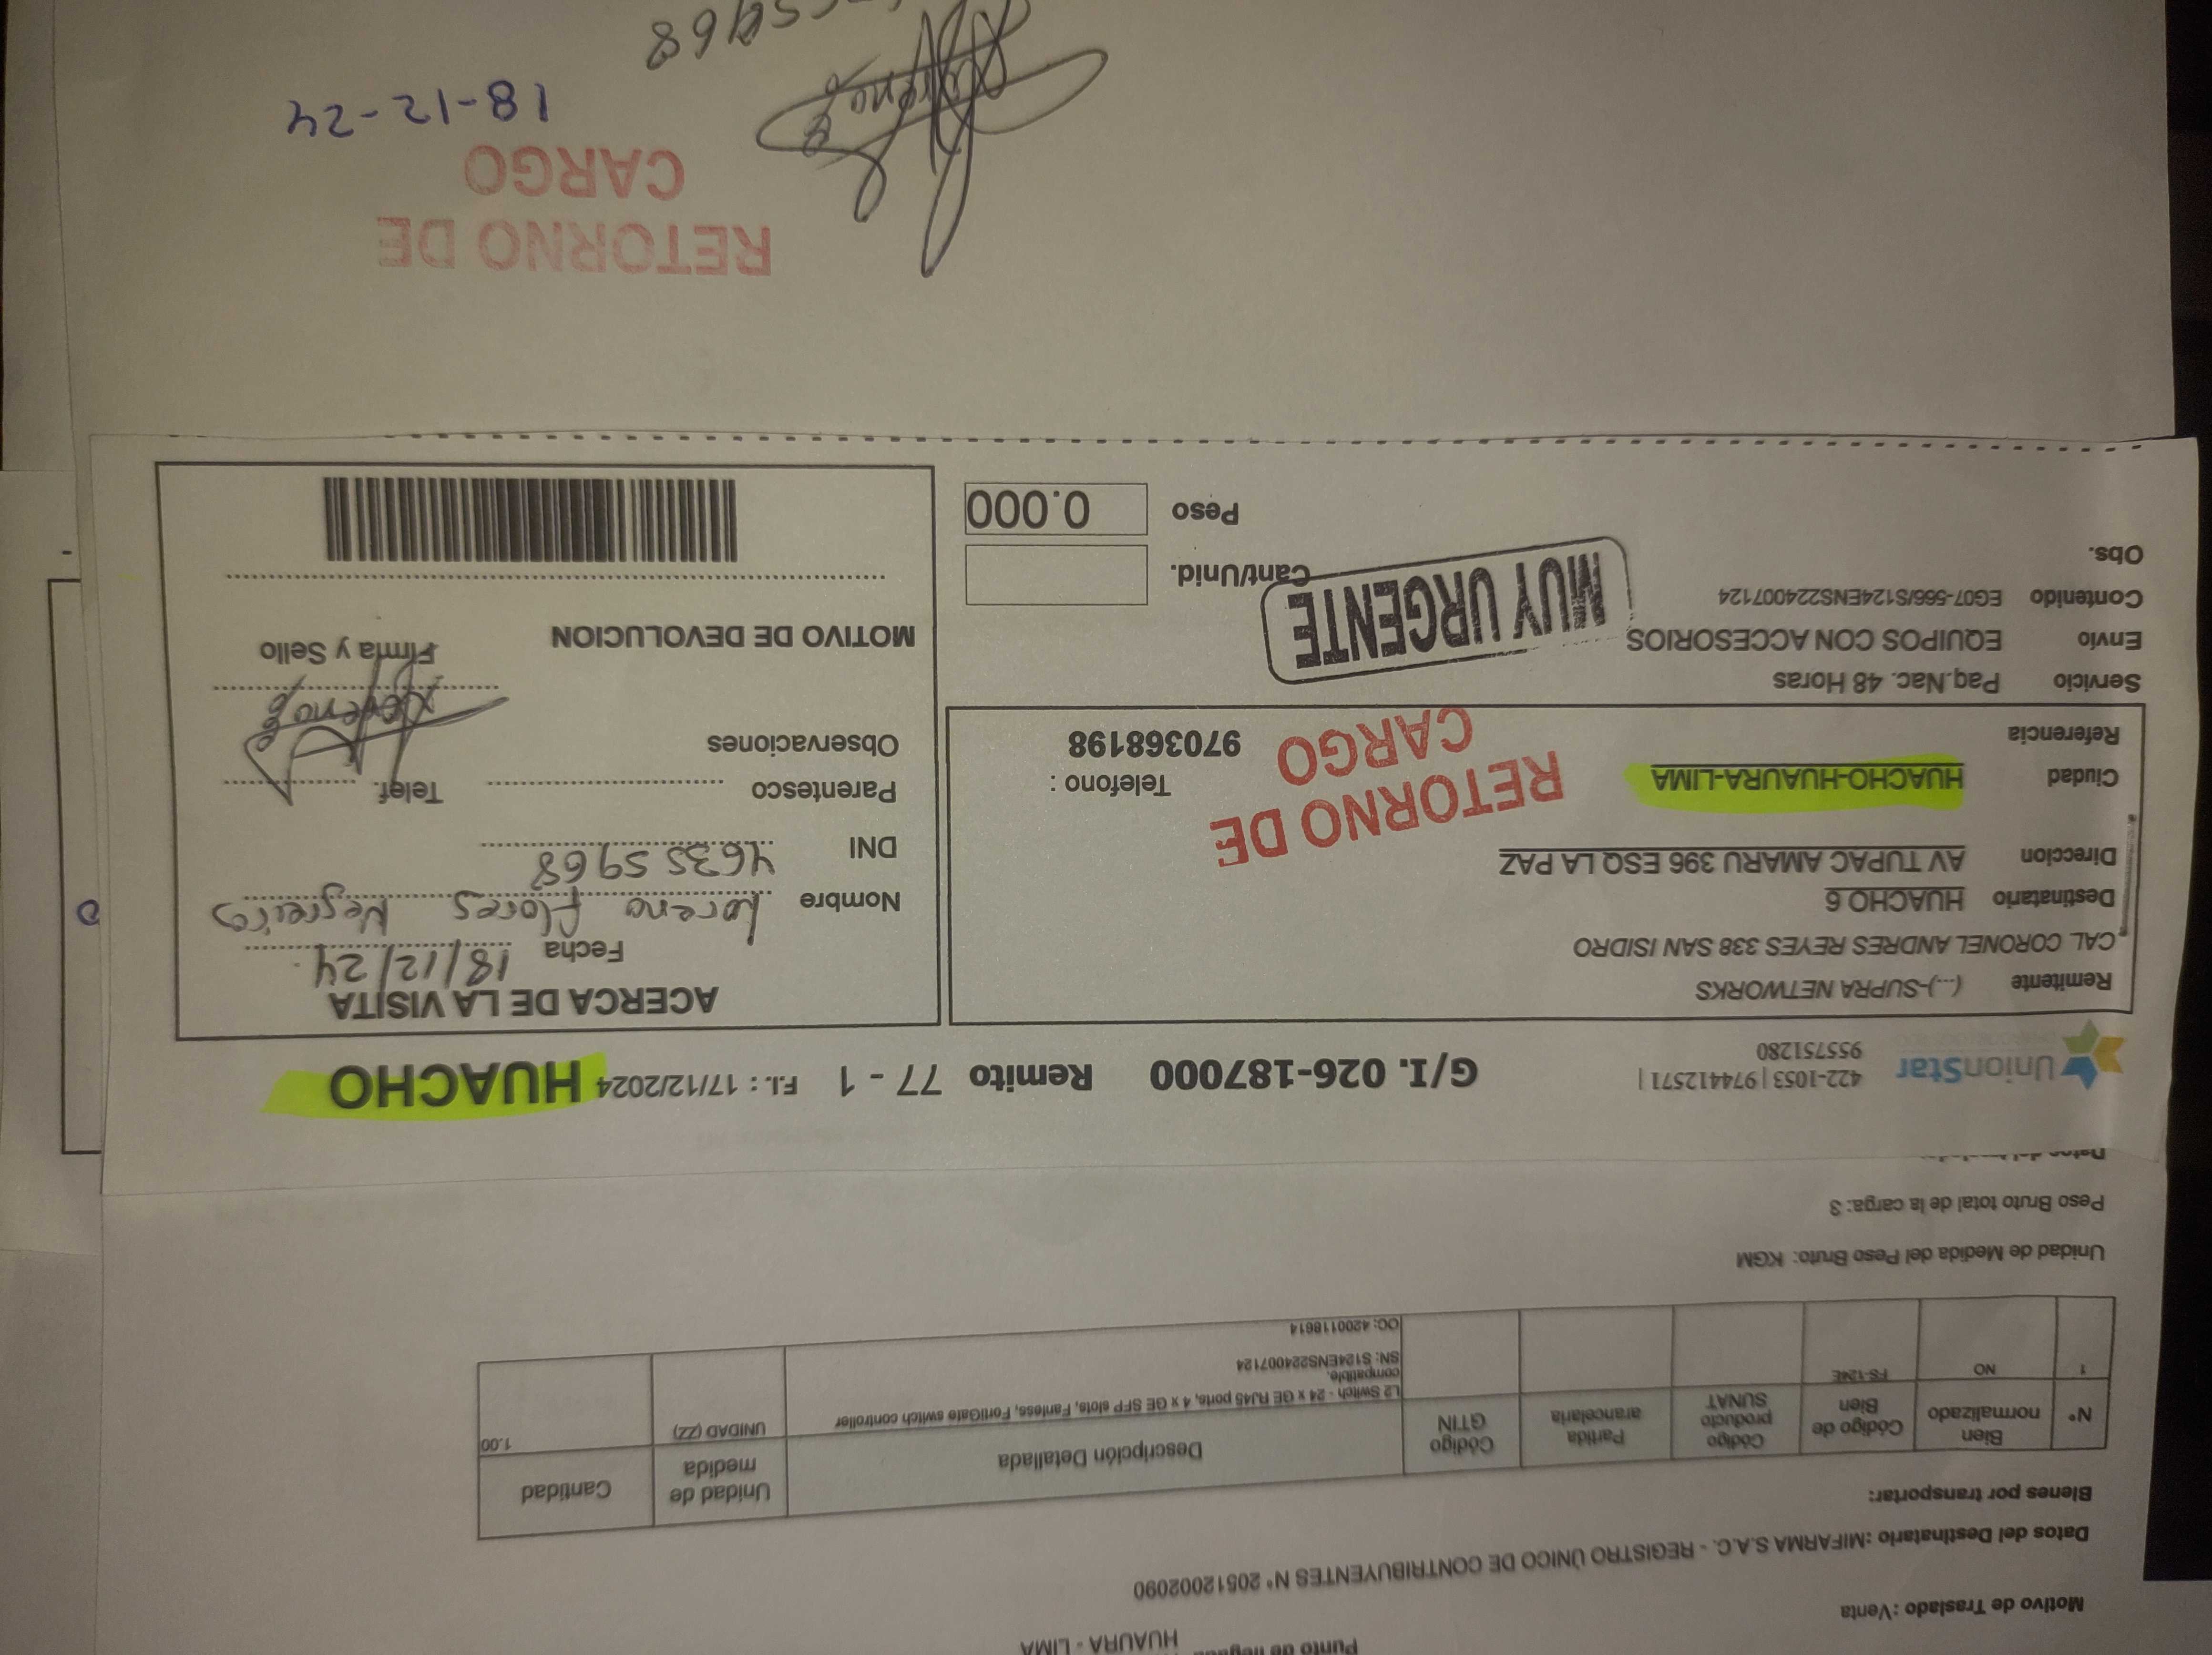 HUAURA - LIMA
Motivo de Traslado :Venta
Datos del Destinatario :MIFARMA S.A.C. - REGISTRO ÚNICO DE CONTRIBUYENTES N° 20512002090
Bienes por transportar:
N° Bien normalizado Código de Bien Código producto SUNAT Partida arancelaria Código GTIN Descripción Detallada Unidad de medida Cantidad
1 NO FS-124E L2 Switch - 24 x GE RJ45 ports, 4 x GE SFP slots, Fanless, FortiGate switch controller UNIDAD (ZZ) 1.00
compatible.
SN: S124ENS224007124
OC: 4200118614
Unidad de Medida del Peso Bruto: KGM
Peso Bruto total de la carga: 3
UnionStar
422-1053 | 974412571 |
955751280
G/I. 026-187000 Remito 77 - 1 F.I. : 17/12/2024 HUACHO
Remitente (...)-SUPRA NETWORKS
CAL CORONEL ANDRES REYES 338 SAN ISIDRO
Destinatario HUACHO 6
Direccion AV TUPAC AMARU 396 ESQ LA PAZ
Ciudad HUACHO-HUAURA-LIMA
Telefono :
970368198
Referencia
RETORNO DE
CARGO
Servicio Paq.Nac. 48 Horas
Envio EQUIPOS CON ACCESORIOS
Contenido EG07-566/S124ENS224007124
Obs.
MUY URGENTE
Cant/Unid.
Peso 0.000
ACERCA DE LA VISITA
Fecha 18/12/24
Nombre Lorena Flores Negreiros
DNI 46355968
Parentesco Telef.
Observaciones
Lorena
Firma y Sello
MOTIVO DE DEVOLUCION
RETORNO DE
CARGO
18-12-24
Lorena
5968